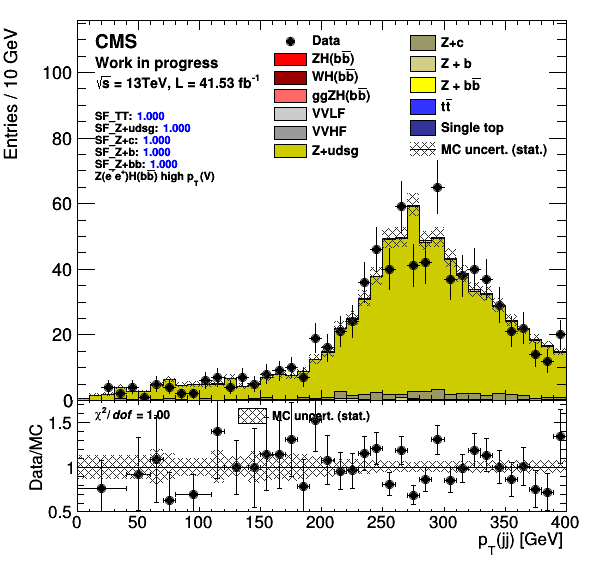 CMS
Work in progress
√s = 13TeV, L = 41.53 fb⁻¹
SF_TT: 1.000
SF_Z+udsg: 1.000
SF_Z+c: 1.000
SF_Z+b: 1.000
SF_Z+bb: 1.000
Z(e⁻e⁺)H(bb̅) high p_T(V)
Data
ZH(bb̅)
WH(bb̅)
ggZH(bb̅)
VVLF
VVHF
Z+udsg
Z+c
Z + b
Z + bb̅
tt̅
Single top
MC uncert. (stat.)
Entries / 10 GeV
100
80
60
40
20
0
χ²/dof = 1.00
MC uncert. (stat.)
Data/MC
1.5
1
0.5
0 50 100 150 200 250 300 350 400
p_T(jj) [GeV]